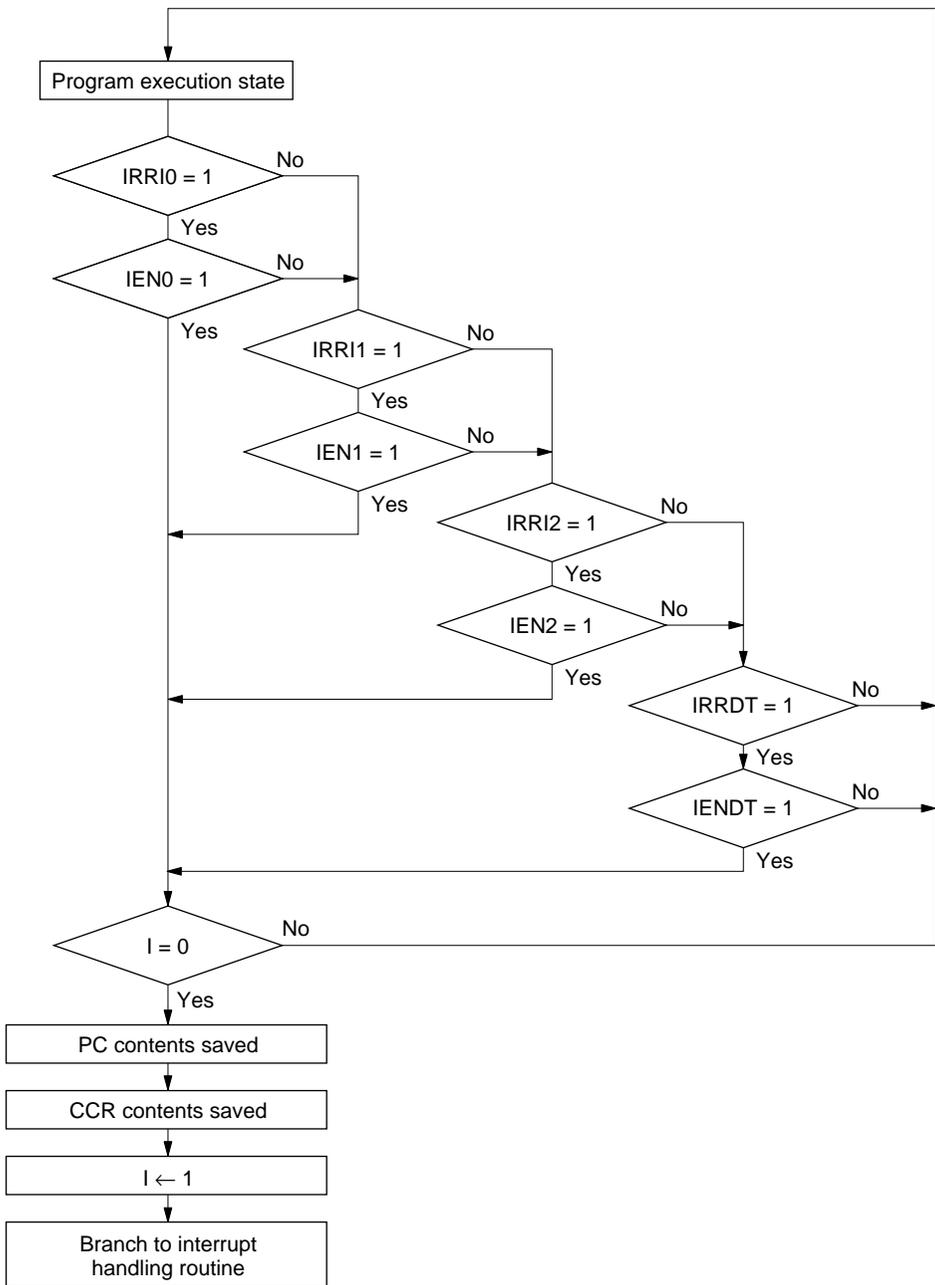 Program execution state
IRRI0 = 1
No
Yes
IEN0 = 1
No
Yes
IRRI1 = 1
No
Yes
IEN1 = 1
No
Yes
IRRI2 = 1
No
Yes
IEN2 = 1
No
Yes
IRRDT = 1
No
Yes
IENDT = 1
No
Yes
I = 0
No
Yes
PC contents saved
CCR contents saved
I ← 1
Branch to interrupt
handling routine